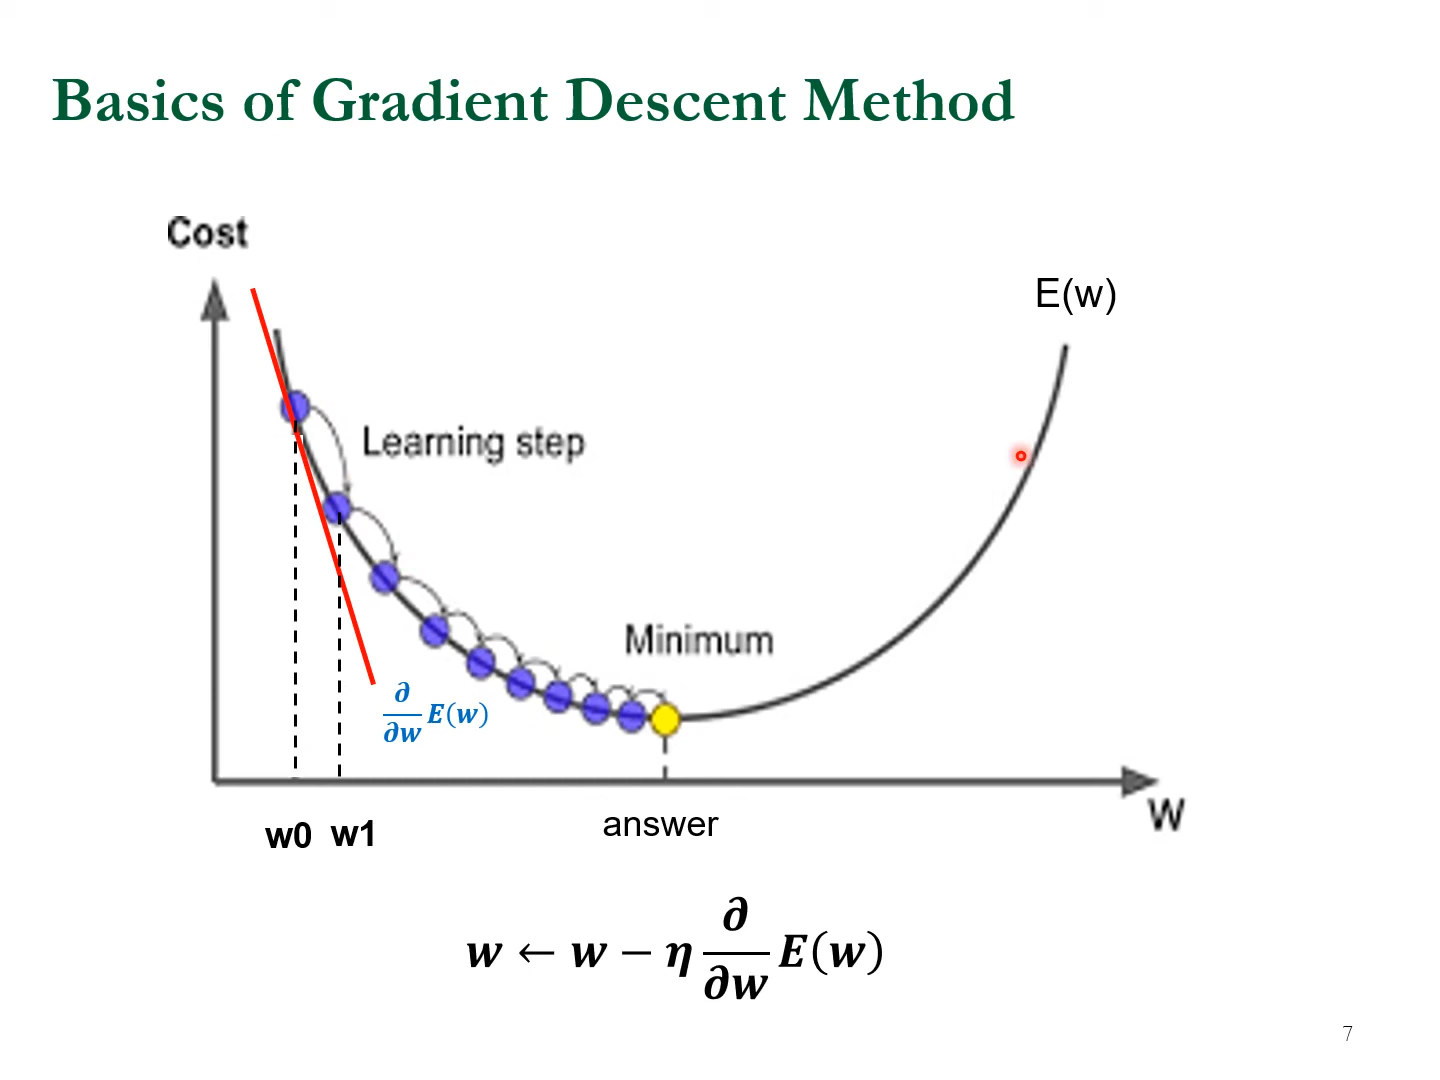 Basics of Gradient Descent Method
Cost
E(w)
Learning step
Minimum
∂/∂w E(w)
w0 w1
answer
W
w ← w − η ∂/∂w E(w)
7